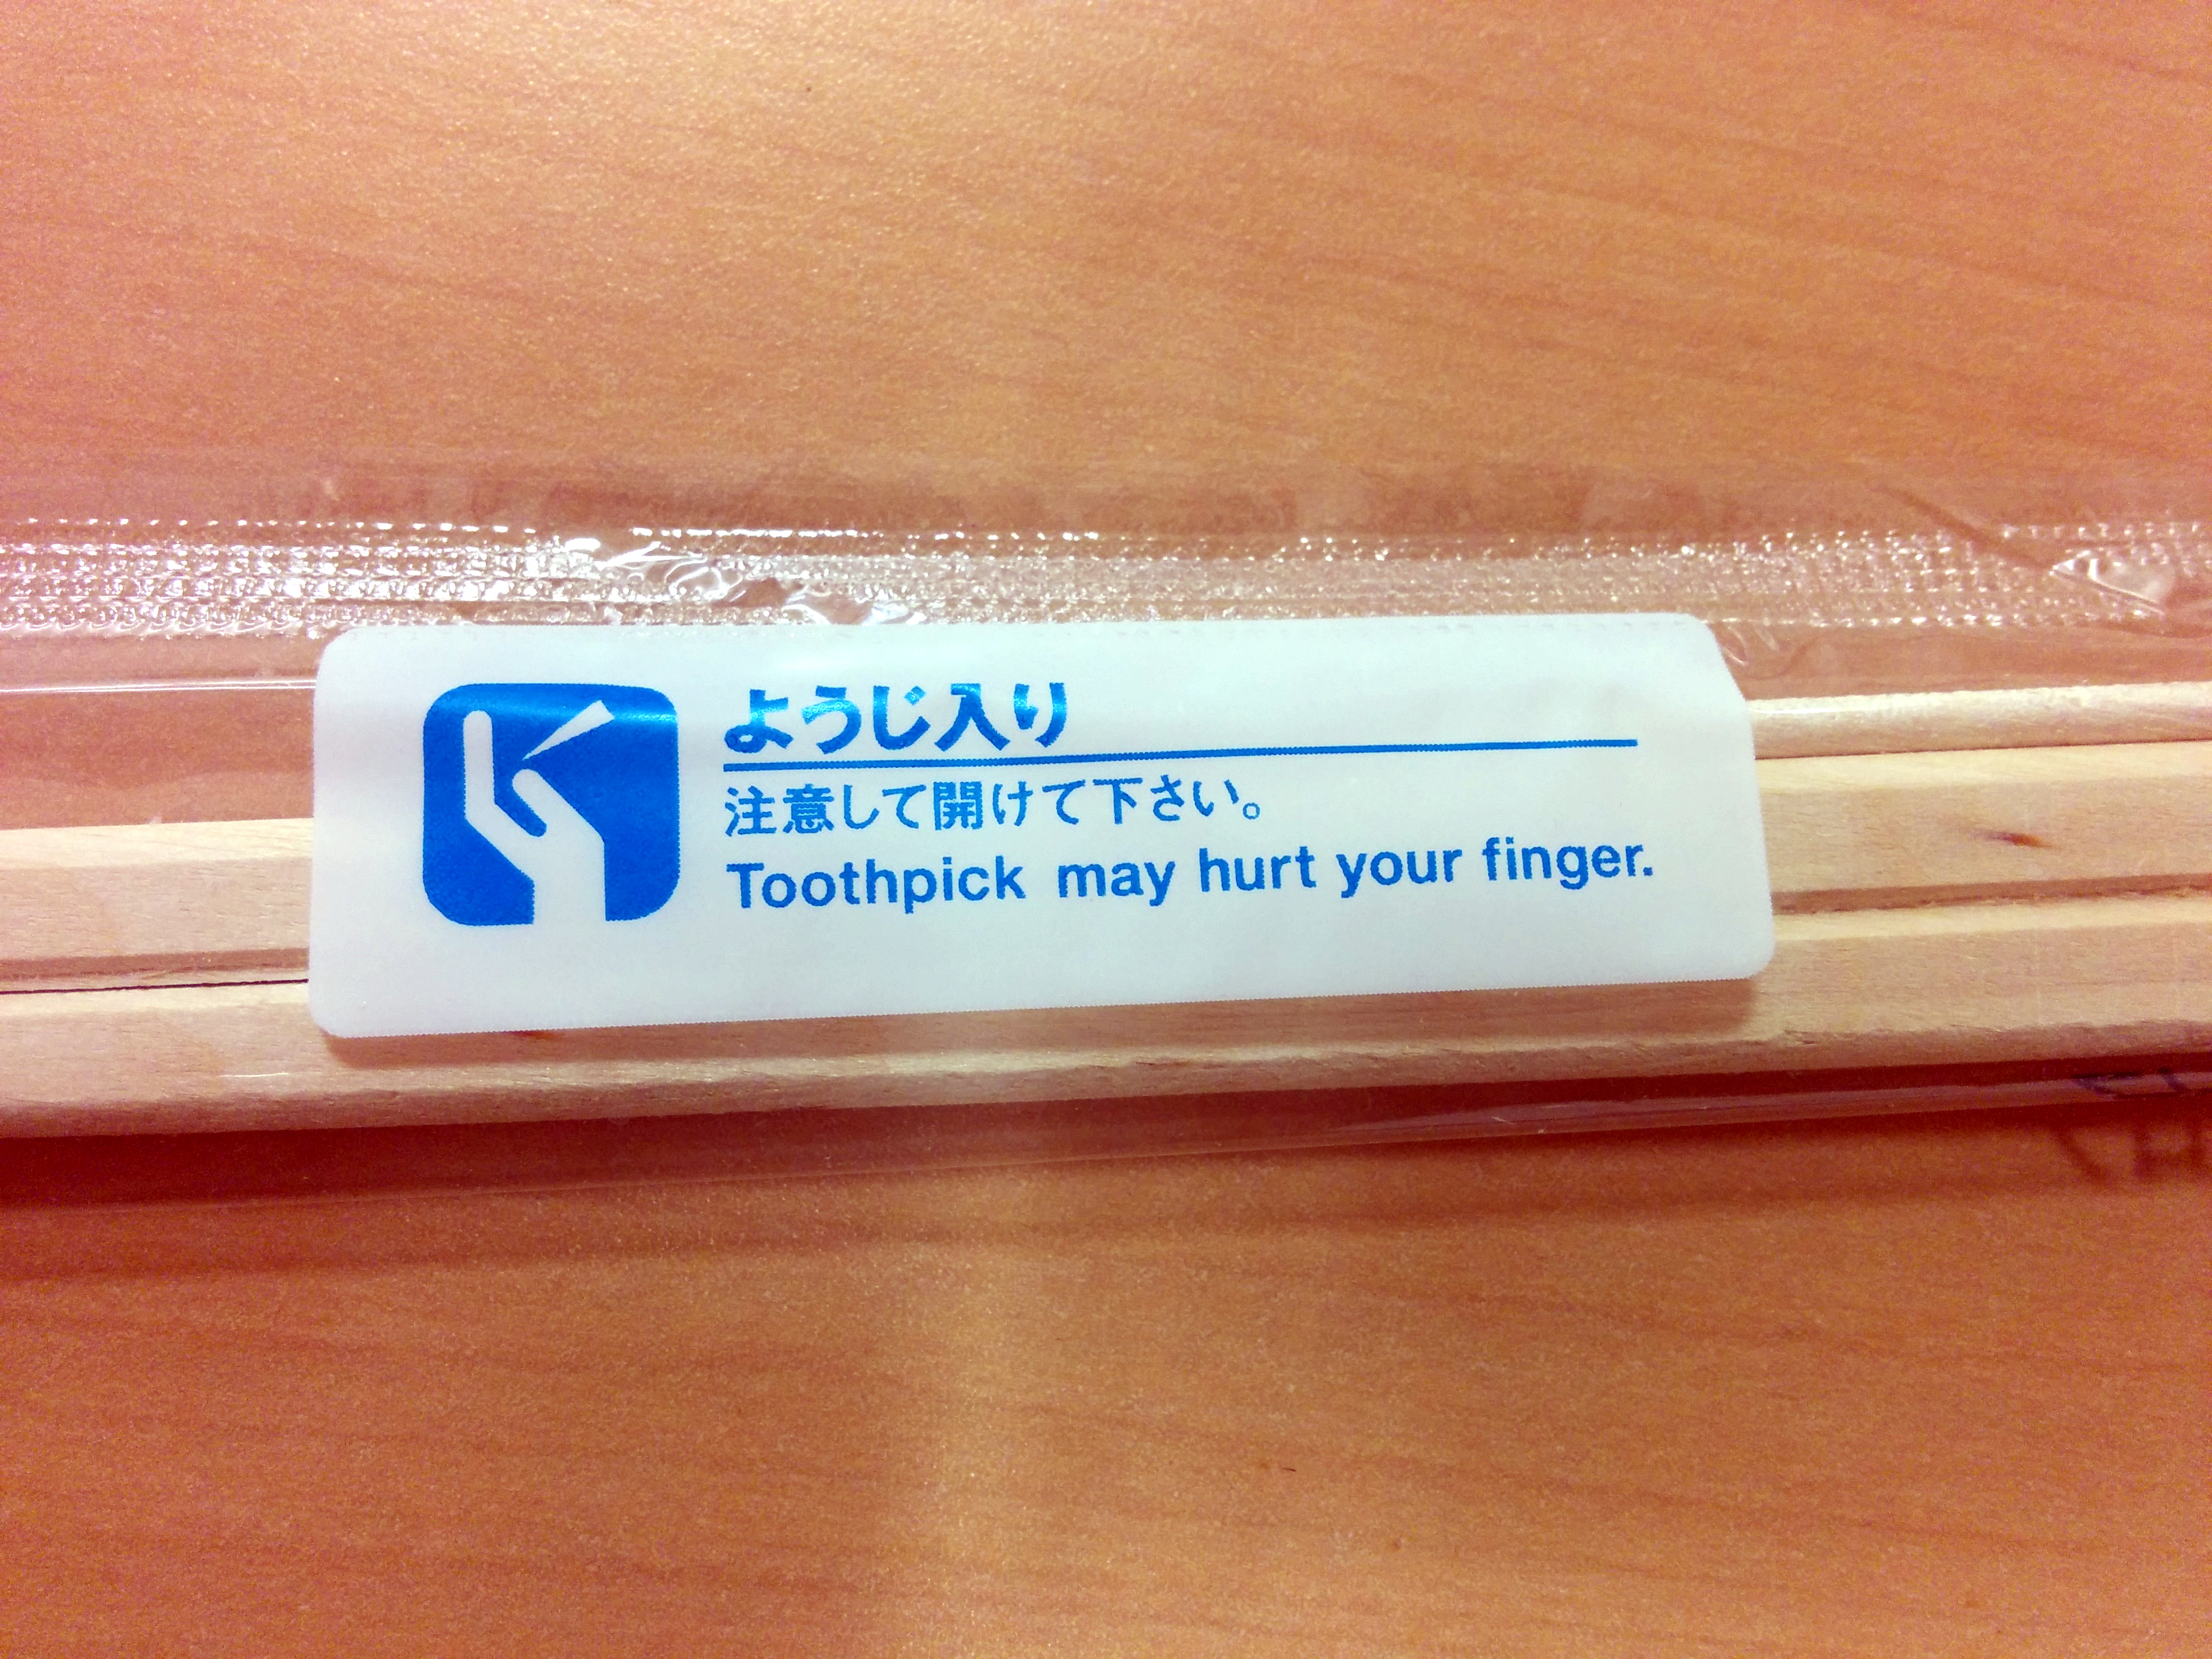 ようじ入り
注意して開けて下さい。
Toothpick may hurt your finger.